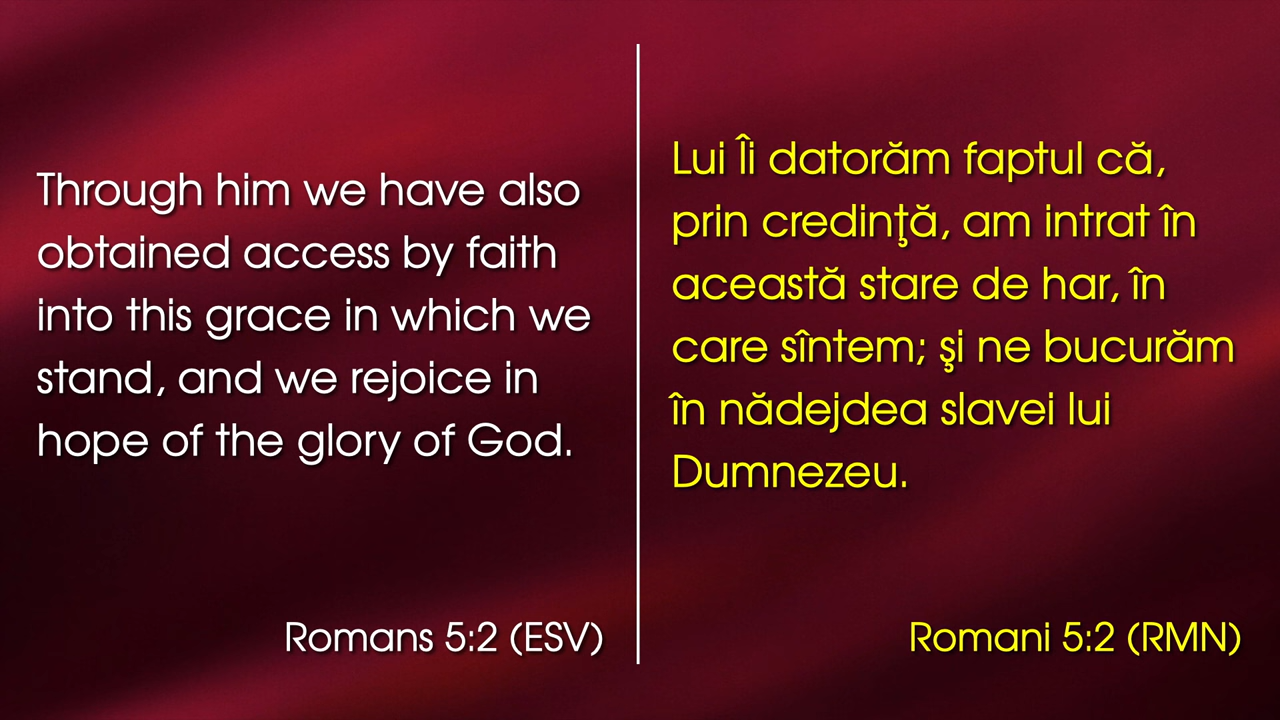 Through him we have also
obtained access by faith
into this grace in which we
stand, and we rejoice in
hope of the glory of God.
Romans 5:2 (ESV)
Lui Îi datorăm faptul că,
prin credinţă, am intrat în
această stare de har, în
care sîntem; şi ne bucurăm
în nădejdea slavei lui
Dumnezeu.
Romani 5:2 (RMN)